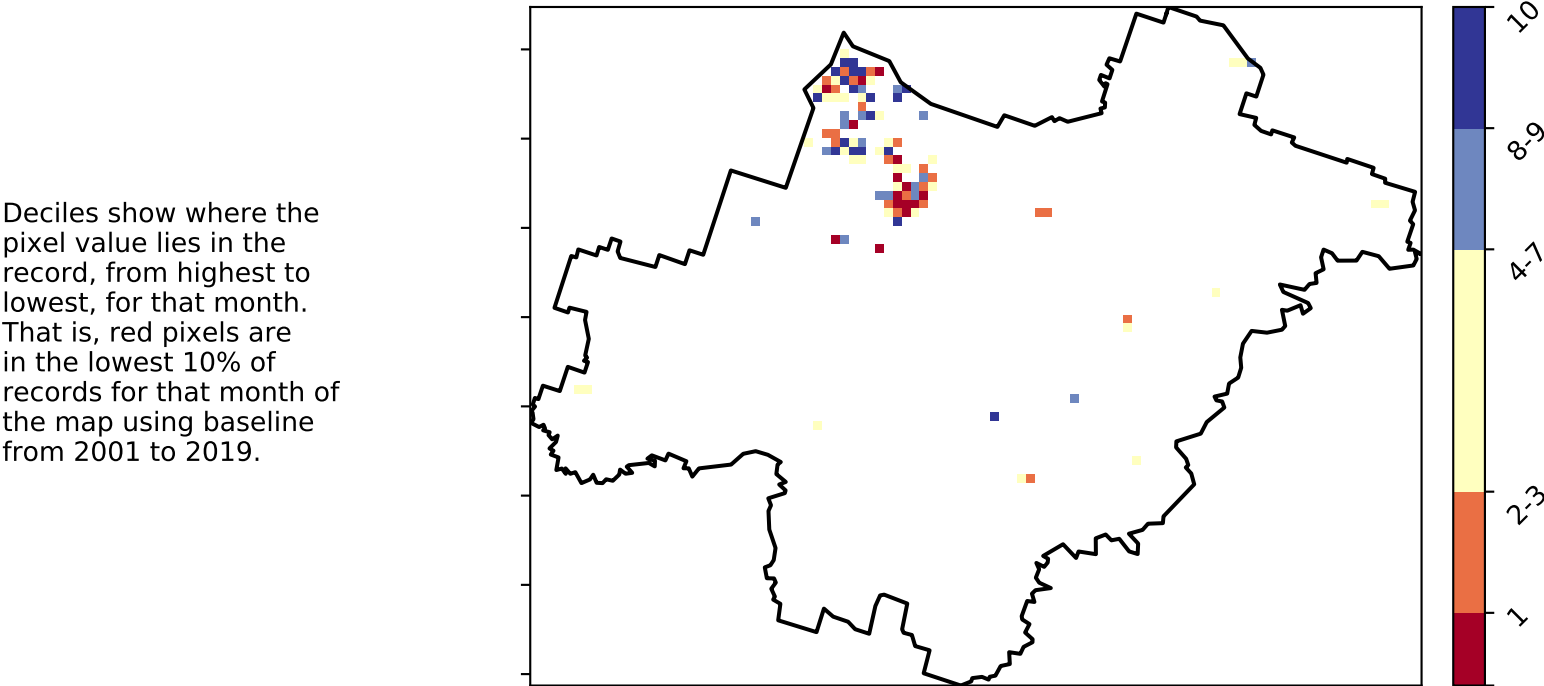 Deciles show where the
pixel value lies in the
record, from highest to
lowest, for that month.
That is, red pixels are
in the lowest 10% of
records for that month of
the map using baseline
from 2001 to 2019.
10
8-9
4-7
2-3
1